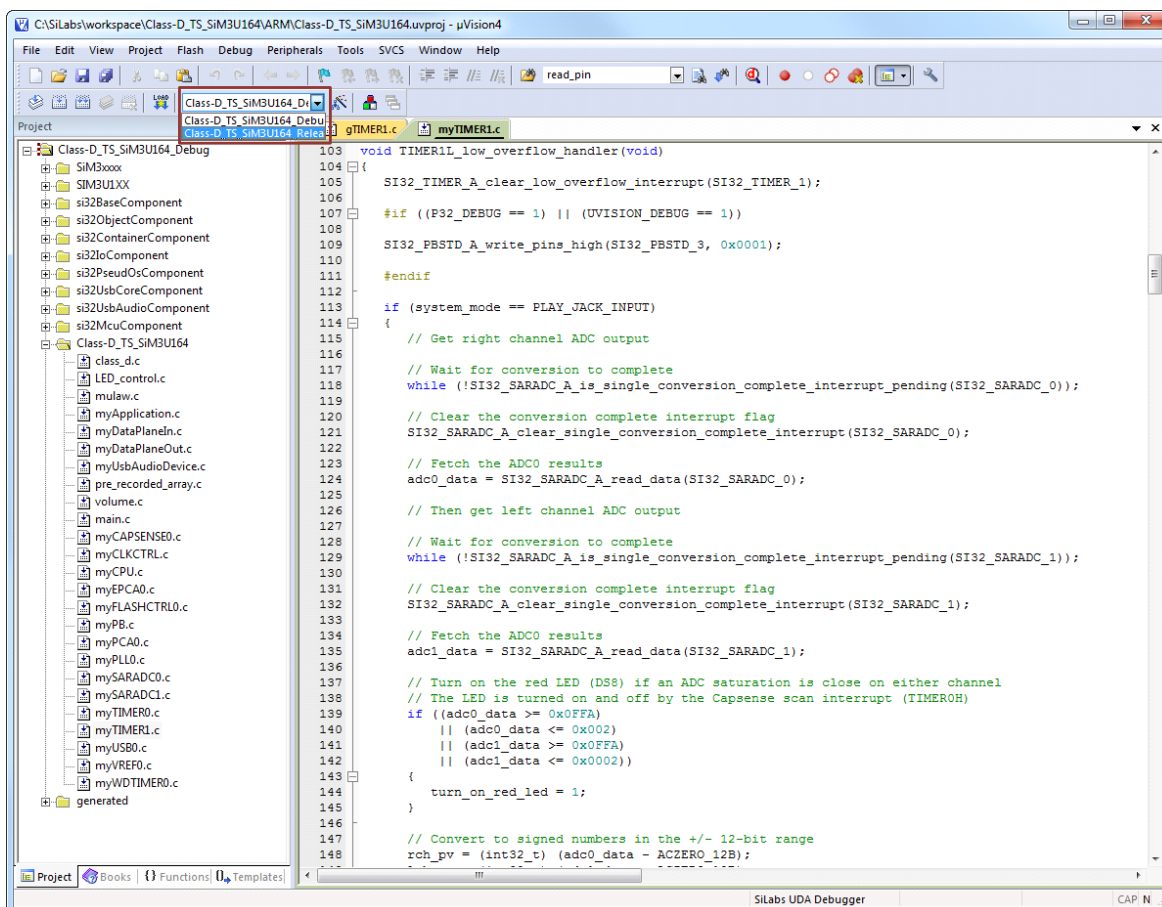 C:\SiLabs\workspace\Class-D_TS_SiM3U164\ARM\Class-D_TS_SiM3U164.uvproj - µVision4
File Edit View Project Flash Debug Peripherals Tools SVCS Window Help
read_pin
LOAD Class-D_TS_SiM3U164_De
Class-D_TS_SiM3U164_Debu
Class-D_TS_SiM3U164_Relea
Project
Class-D_TS_SiM3U164_Debug
SiM3xxxx
SIM3U1XX
si32BaseComponent
si32ObjectComponent
si32ContainerComponent
si32IoComponent
si32PseudOsComponent
si32UsbCoreComponent
si32UsbAudioComponent
si32McuComponent
Class-D_TS_SiM3U164
class_d.c
LED_control.c
mulaw.c
myApplication.c
myDataPlaneIn.c
myDataPlaneOut.c
myUsbAudioDevice.c
pre_recorded_array.c
volume.c
main.c
myCAPSENSE0.c
myCLKCTRL.c
myCPU.c
myEPCA0.c
myFLASHCTRL0.c
myPB.c
myPCA0.c
myPLL0.c
mySARADC0.c
mySARADC1.c
myTIMER0.c
myTIMER1.c
myUSB0.c
myVREF0.c
myWDTIMER0.c
generated
Project Books {} Functions Templates
gTIMER1.c myTIMER1.c
103 void TIMER1L_low_overflow_handler(void)
104 {
105 SI32_TIMER_A_clear_low_overflow_interrupt(SI32_TIMER_1);
106
107 #if ((P32_DEBUG == 1) || (UVISION_DEBUG == 1))
108
109 SI32_PBSTD_A_write_pins_high(SI32_PBSTD_3, 0x0001);
110
111 #endif
112
113 if (system_mode == PLAY_JACK_INPUT)
114 {
115 // Get right channel ADC output
116
117 // Wait for conversion to complete
118 while (!SI32_SARADC_A_is_single_conversion_complete_interrupt_pending(SI32_SARADC_0));
119
120 // Clear the conversion complete interrupt flag
121 SI32_SARADC_A_clear_single_conversion_complete_interrupt(SI32_SARADC_0);
122
123 // Fetch the ADC0 results
124 adc0_data = SI32_SARADC_A_read_data(SI32_SARADC_0);
125
126 // Then get left channel ADC output
127
128 // Wait for conversion to complete
129 while (!SI32_SARADC_A_is_single_conversion_complete_interrupt_pending(SI32_SARADC_1));
130
131 // Clear the conversion complete interrupt flag
132 SI32_SARADC_A_clear_single_conversion_complete_interrupt(SI32_SARADC_1);
133
134 // Fetch the ADC0 results
135 adc1_data = SI32_SARADC_A_read_data(SI32_SARADC_1);
136
137 // Turn on the red LED (DS8) if an ADC saturation is close on either channel
138 // The LED is turned on and off by the Capsense scan interrupt (TIMER0H)
139 if ((adc0_data >= 0x0FFA)
140 || (adc0_data <= 0x002)
141 || (adc1_data >= 0x0FFA)
142 || (adc1_data <= 0x0002))
143 {
144 turn_on_red_led = 1;
145 }
146
147 // Convert to signed numbers in the +/- 12-bit range
148 rch_pv = (int32_t) (adc0_data - ACZERO_12B);
SiLabs UDA Debugger
CAP N